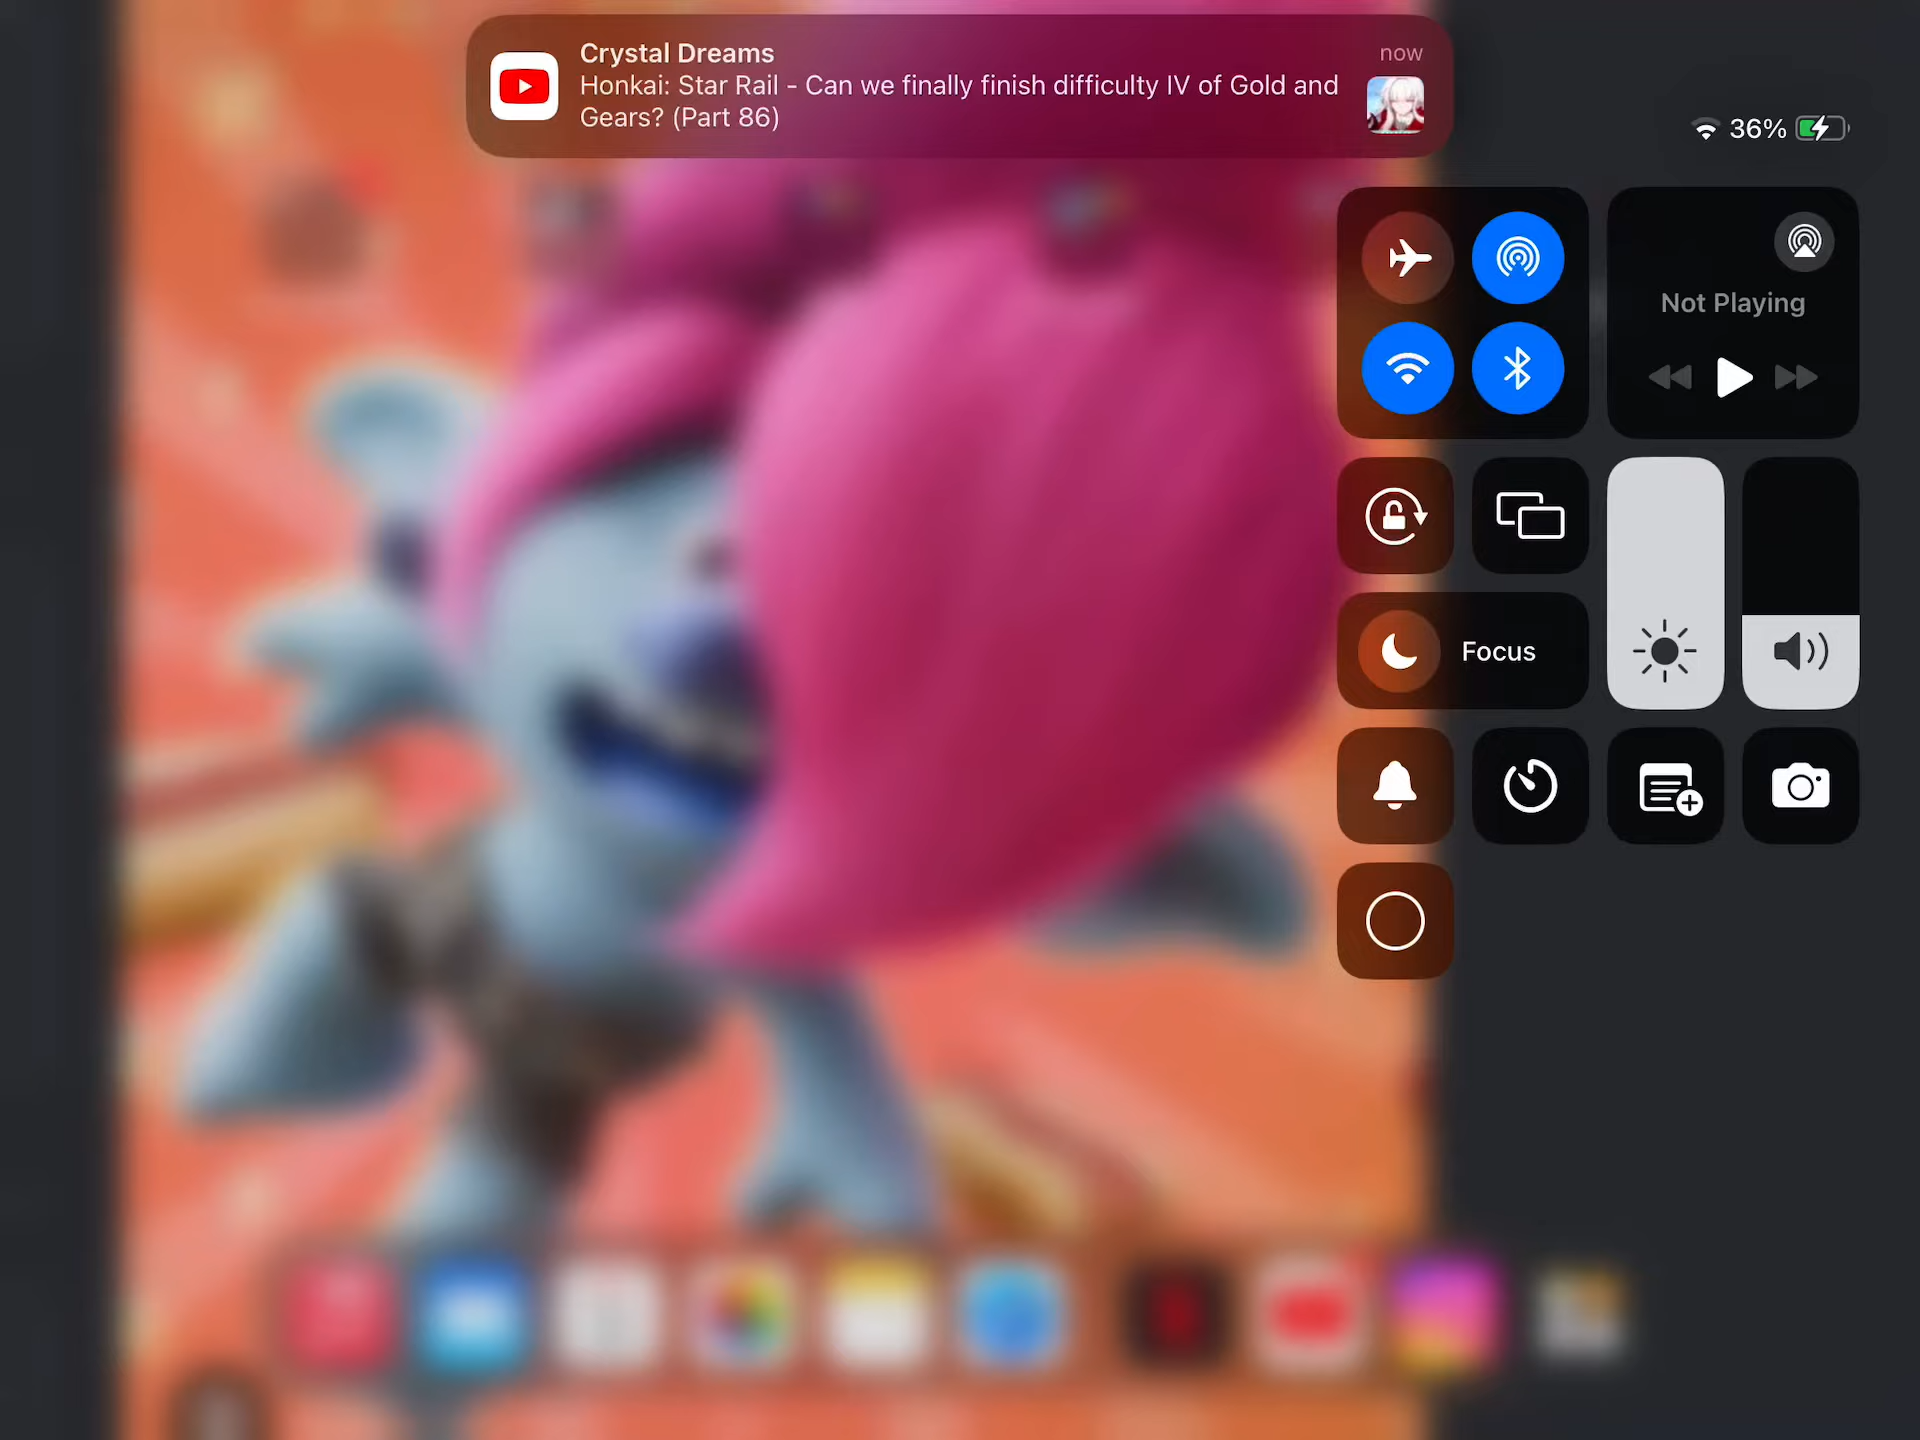 Crystal Dreams
now
Honkai: Star Rail - Can we finally finish difficulty IV of Gold and
Gears? (Part 86)
36%
Not Playing
Focus